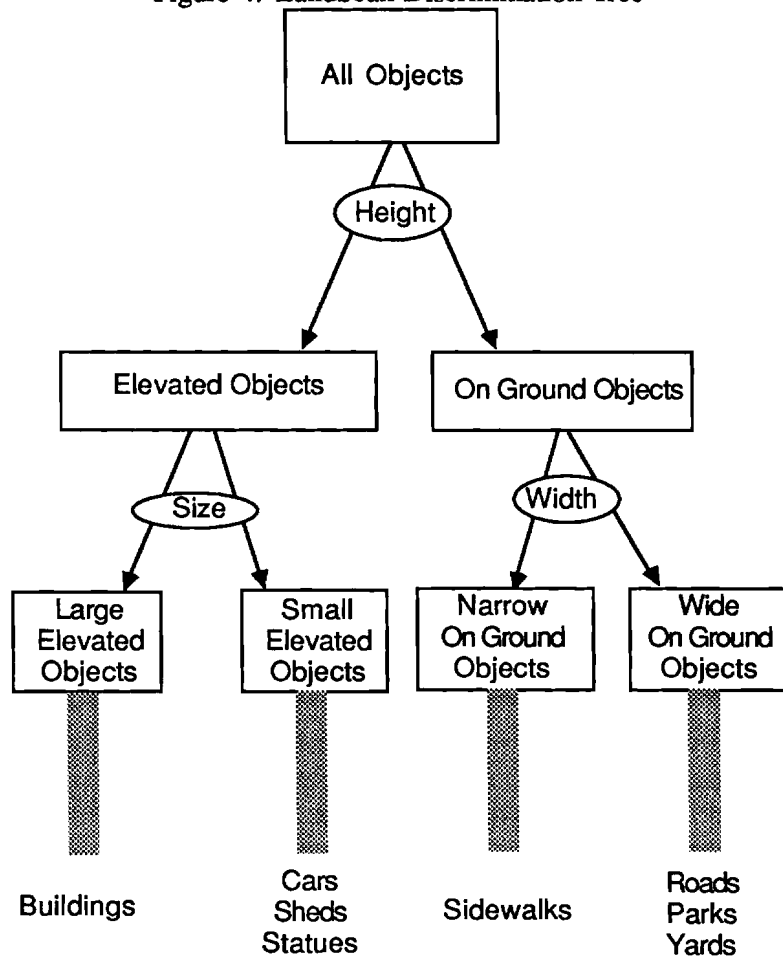 All Objects
Height
Elevated Objects
On Ground Objects
Size
Width
Large
Elevated
Objects
Small
Elevated
Objects
Narrow
On Ground
Objects
Wide
On Ground
Objects
Buildings
Cars
Sheds
Statues
Sidewalks
Roads
Parks
Yards